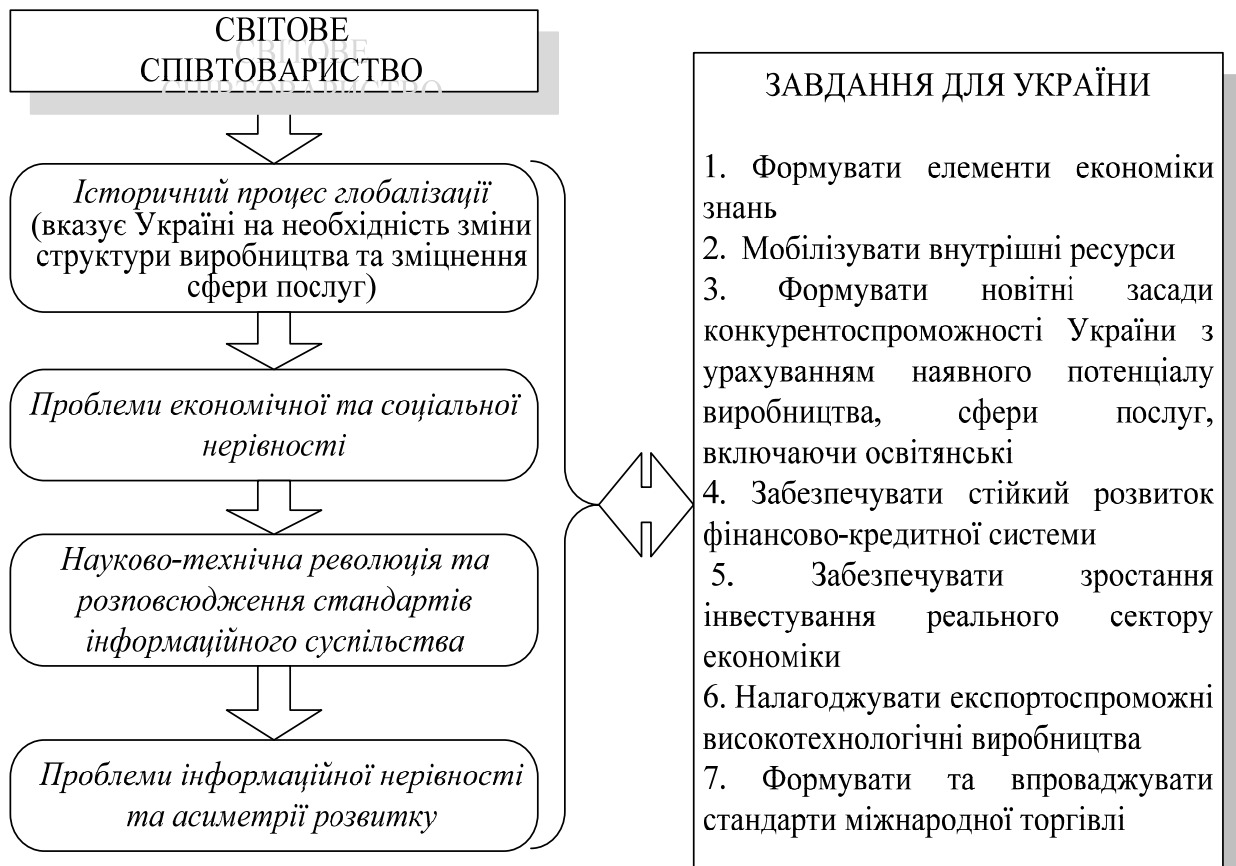 СВІТОВЕ
СПІВТОВАРИСТВО
Історичний процес глобалізації
(вказує Україні на необхідність зміни
структури виробництва та зміцнення
сфери послуг)
Проблеми економічної та соціальної
нерівності
Науково-технічна революція та
розповсюдження стандартів
інформаційного суспільства
Проблеми інформаційної нерівності
та асиметрії розвитку
ЗАВДАННЯ ДЛЯ УКРАЇНИ
1. Формувати елементи економіки
знань
2. Мобілізувати внутрішні ресурси
3. Формувати новітні засади
конкурентоспроможності України з
урахуванням наявного потенціалу
виробництва, сфери послуг,
включаючи освітянські
4. Забезпечувати стійкий розвиток
фінансово-кредитної системи
5. Забезпечувати зростання
інвестування реального сектору
економіки
6. Налагоджувати експортоспроможні
високотехнологічні виробництва
7. Формувати та впроваджувати
стандарти міжнародної торгівлі